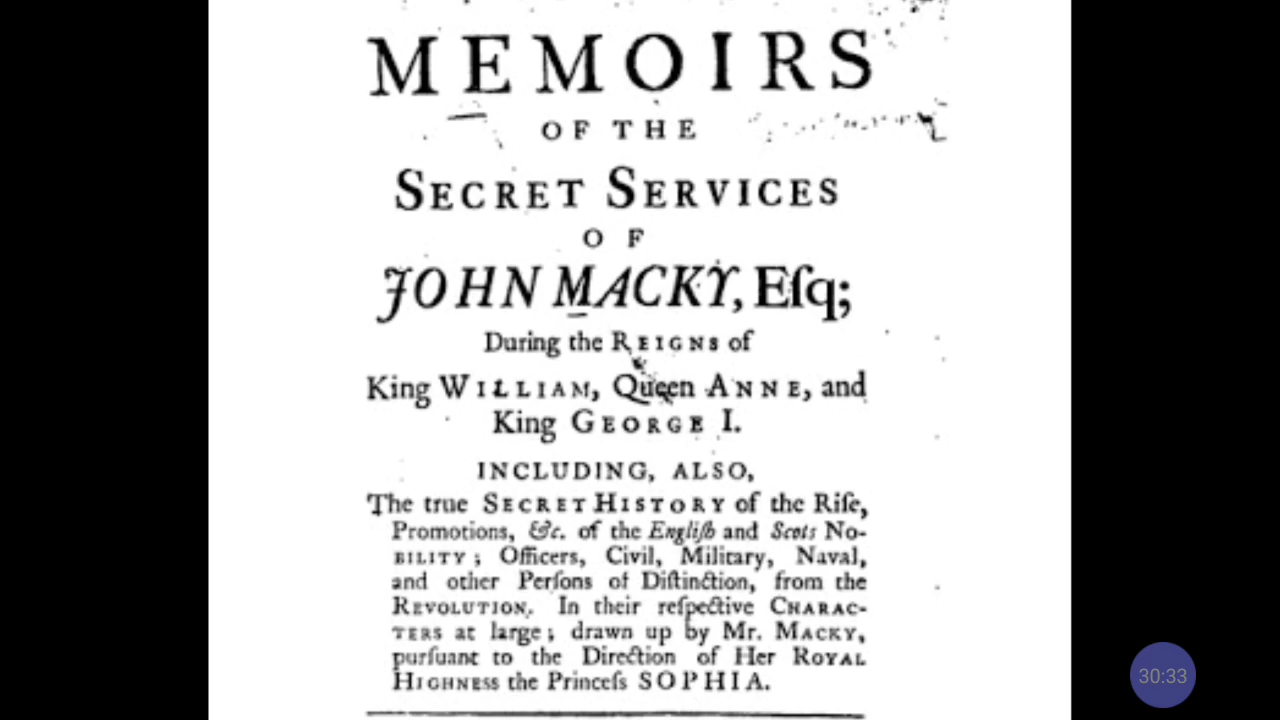 MEMOIRS
OF THE
SECRET SERVICES
OF
JOHN MACKY, Eſq;
During the REIGNS of
King WILLIAM, Queen ANNE, and
King GEORGE I.
INCLUDING, ALSO,
The true SECRET HISTORY of the Riſe,
Promotions, &c. of the Engliſh and Scots NO-
BILITY; Officers, Civil, Military, Naval,
and other Perſons of Diſtinction, from the
REVOLUTION. In their reſpective CHARAC-
TERS at large; drawn up by Mr. MACKY,
purſuant to the Direction of Her ROYAL
HIGHNESS the Princeſs SOPHIA.
30:33